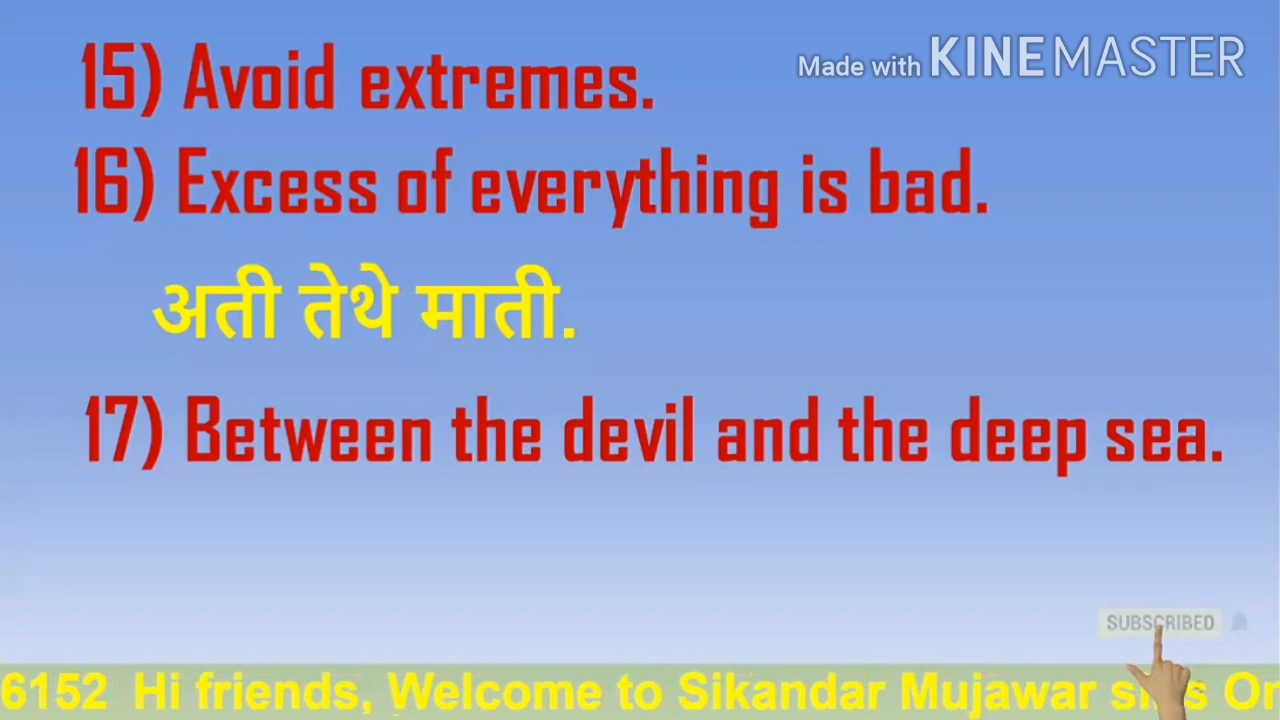 15) Avoid extremes.
Made with KINEMASTER
16) Excess of everything is bad.
अती तेथे माती.
17) Between the devil and the deep sea.
SUBSCRIBED
6152 Hi friends, Welcome to Sikandar Mujawar